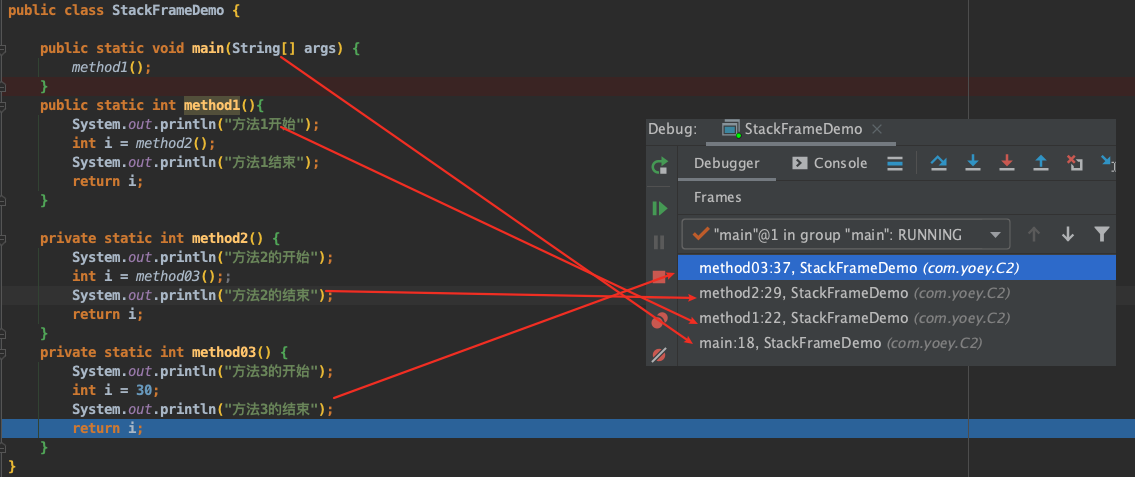 public class StackFrameDemo {
public static void main(String[] args) {
method1();
}
public static int method1(){
System.out.println("方法1开始");
int i = method2();
System.out.println("方法1结束");
return i;
}
private static int method2() {
System.out.println("方法2的开始");
int i = method03();;
System.out.println("方法2的结束");
return i;
}
private static int method03() {
System.out.println("方法3的开始");
int i = 30;
System.out.println("方法3的结束");
return i;
}
}
Debug: StackFrameDemo
Debugger Console
Frames
"main"@1 in group "main": RUNNING
method03:37, StackFrameDemo (com.yoey.C2)
method2:29, StackFrameDemo (com.yoey.C2)
method1:22, StackFrameDemo (com.yoey.C2)
main:18, StackFrameDemo (com.yoey.C2)